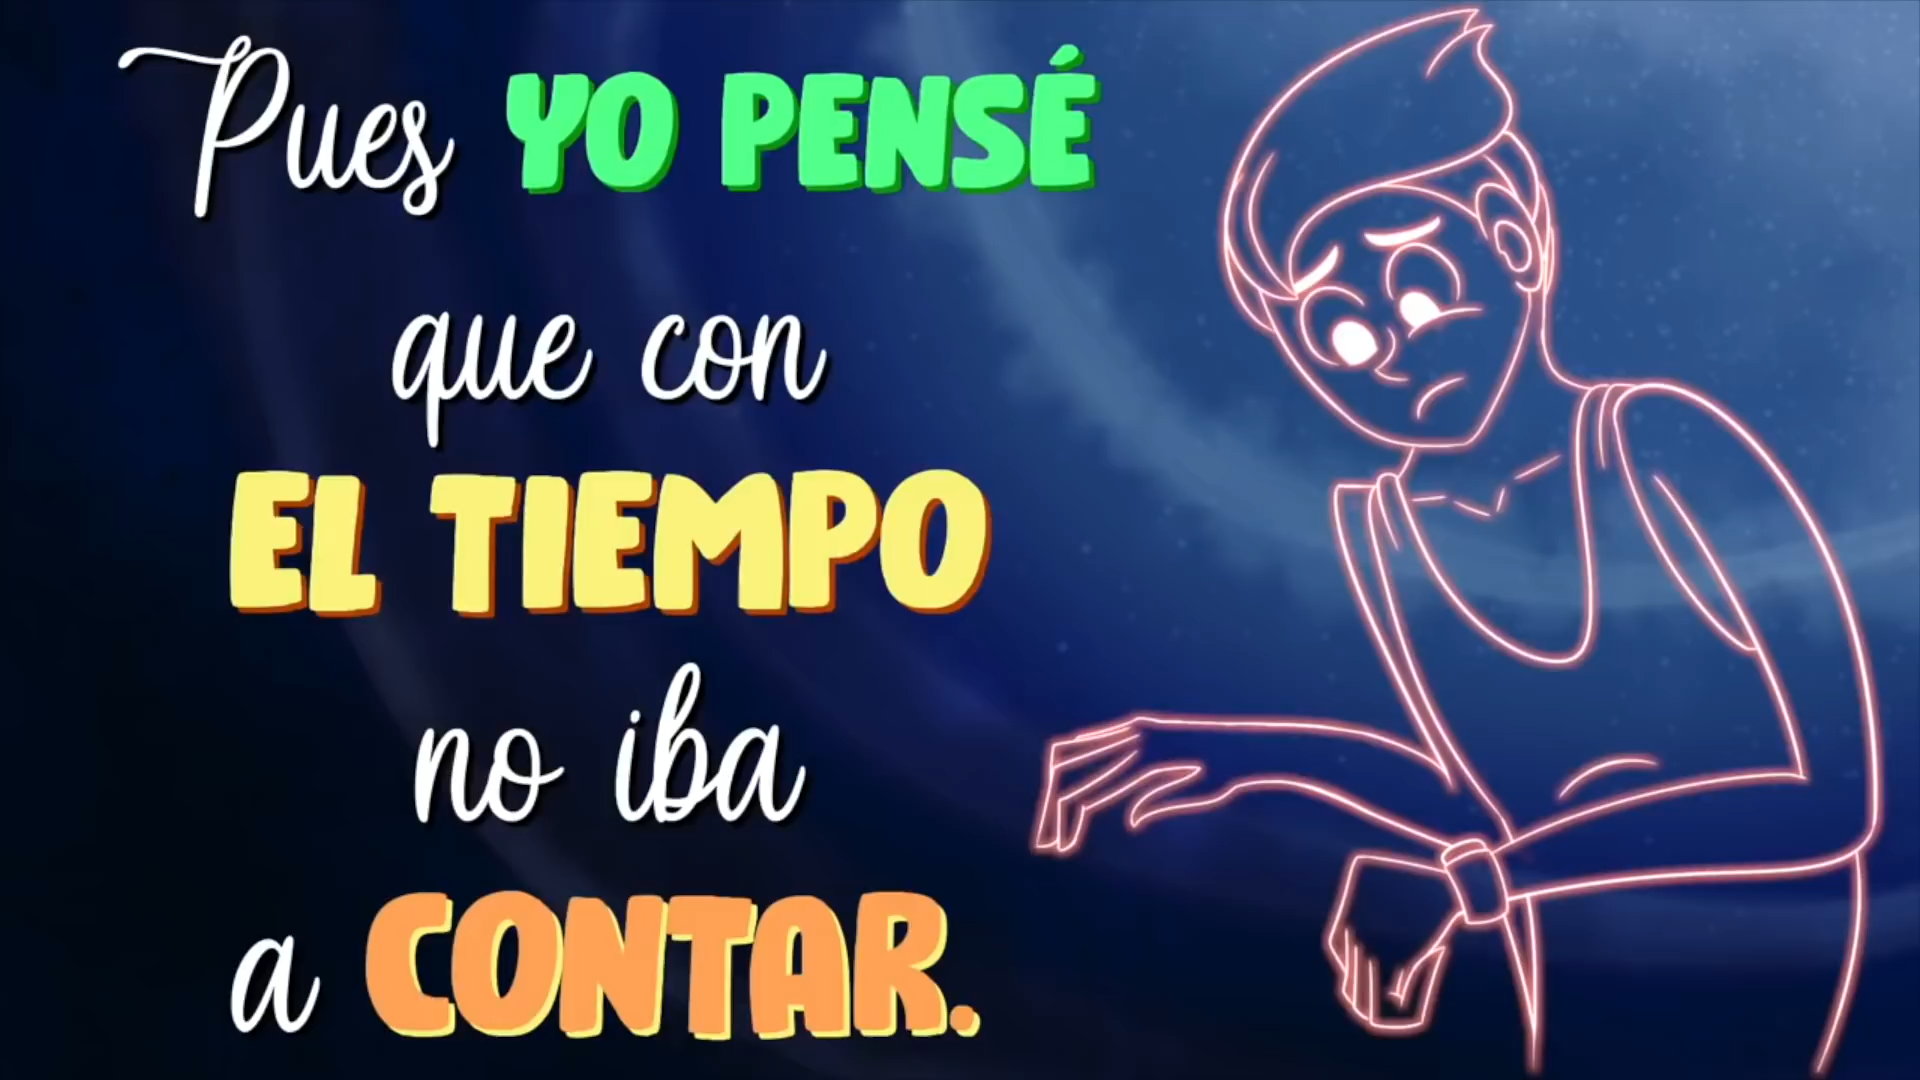 Pues YO PENSÉ
que con
EL TIEMPO
no iba
a CONTAR.